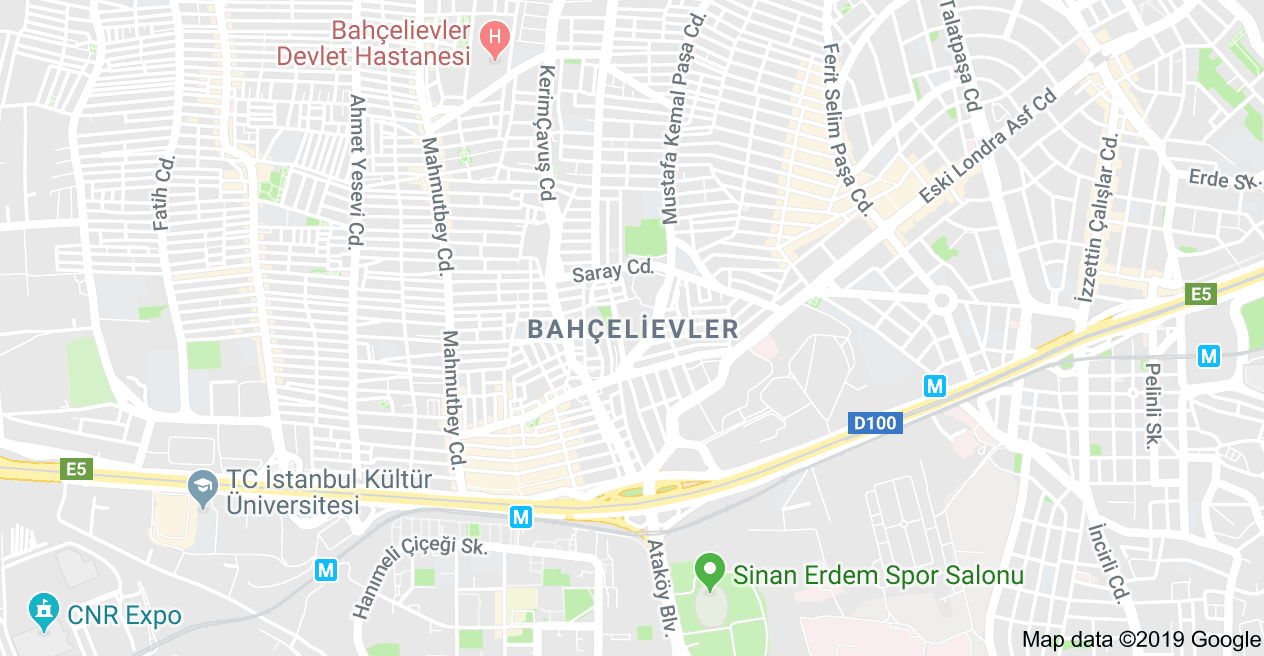 Bahçelievler
Devlet Hastanesi
H
KerimÇavuş Cd
Mustafa Kemal Paşa Cd.
Ferit Selim Paşa Cd.
Talatpaşa Cd
Eski Londra Asf Cd
Ahmet Yesevi Cd.
Mahmutbey Cd.
Fatih Cd.
İzzettin Çalışlar Cd.
Erde Sk.
Saray Cd.
E5
BAHÇELİEVLER
Mahmutbey Cd.
M
M
Pelinli Sk.
D100
E5
TC İstanbul Kültür
Üniversitesi
M
M
Hanımeli Çiçeği Sk.
Ataköy Blv.
İncirli Cd.
Sinan Erdem Spor Salonu
CNR Expo
Map data ©2019 Google